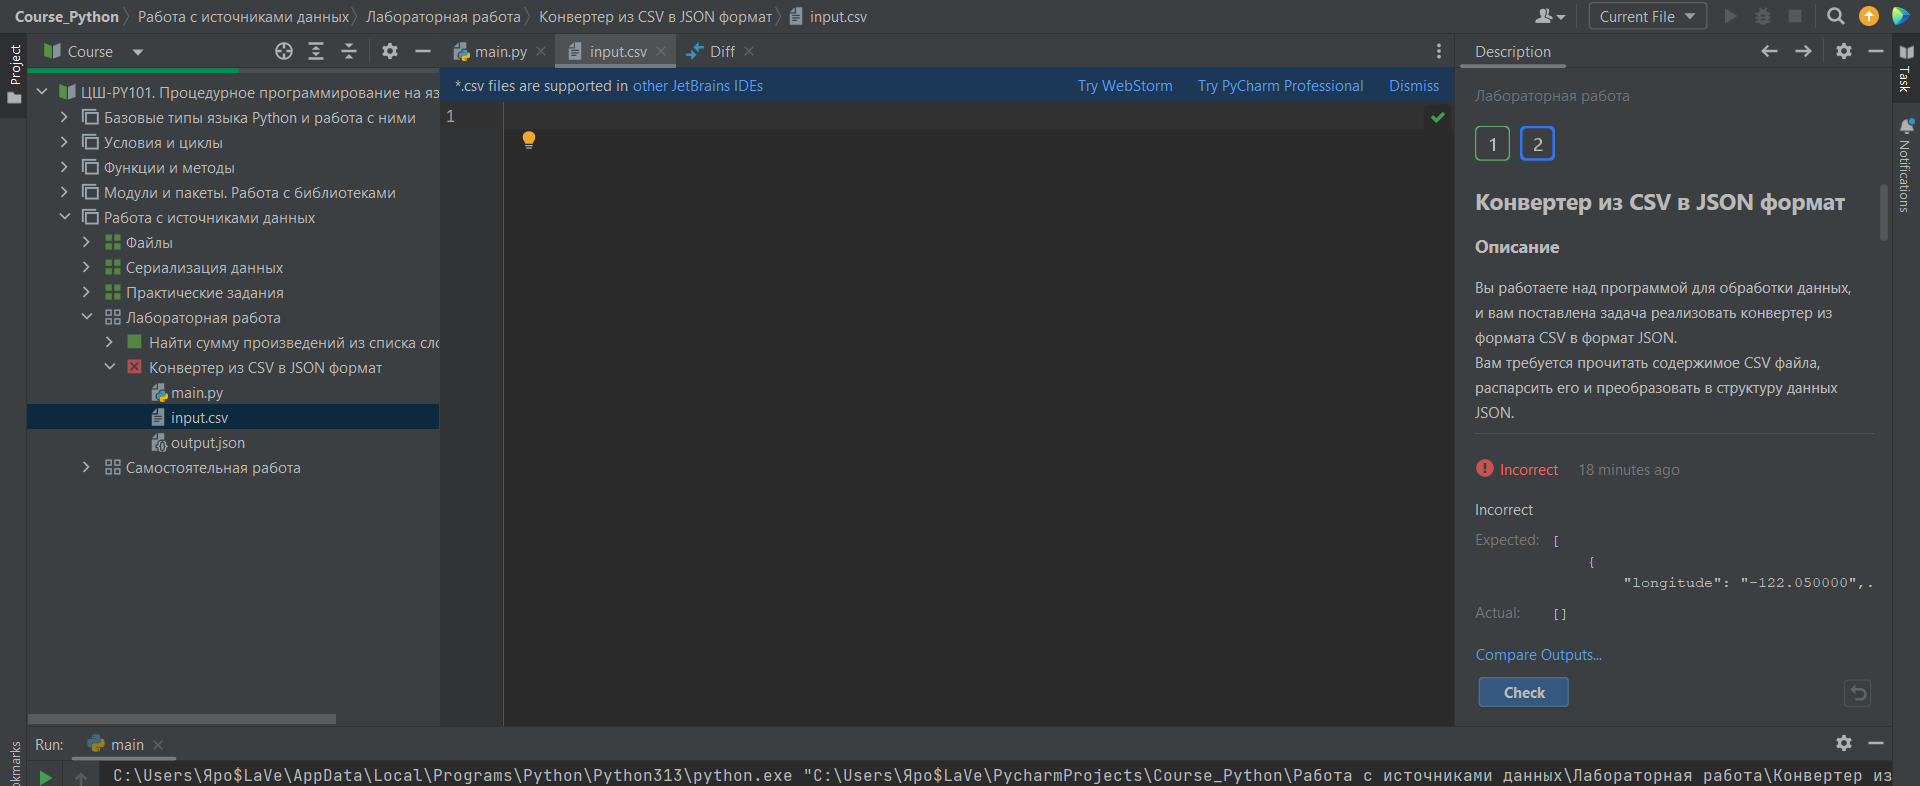 Course_Python 〉 Работа с источниками данных 〉 Лабораторная работа 〉 Конвертер из CSV в JSON формат 〉 input.csv
Current File
Project
Course
main.py
input.csv
Diff
Description
Task
Notifications
*.csv files are supported in other JetBrains IDEs
Try WebStorm
Try PyCharm Professional
Dismiss
1
ЦШ-PY101. Процедурное программирование на яз
Базовые типы языка Python и работа с ними
Условия и циклы
Функции и методы
Модули и пакеты. Работа с библиотеками
Работа с источниками данных
Файлы
Сериализация данных
Практические задания
Лабораторная работа
Найти сумму произведений из списка сло
Конвертер из CSV в JSON формат
main.py
input.csv
output.json
Самостоятельная работа
Лабораторная работа
1 2
Конвертер из CSV в JSON формат
Описание
Вы работаете над программой для обработки данных,
и вам поставлена задача реализовать конвертер из
формата CSV в формат JSON.
Вам требуется прочитать содержимое CSV файла,
распарсить его и преобразовать в структуру данных
JSON.
Incorrect 18 minutes ago
Incorrect
Expected: [
{
"longitude": "-122.050000",.
Actual: []
Compare Outputs...
Check
okmarks
Run: main
C:\Users\Яро$LaVe\AppData\Local\Programs\Python\Python313\python.exe "C:\Users\Яро$LaVe\PycharmProjects\Course_Python\Работа с источниками данных\Лабораторная работа\Конвертер из